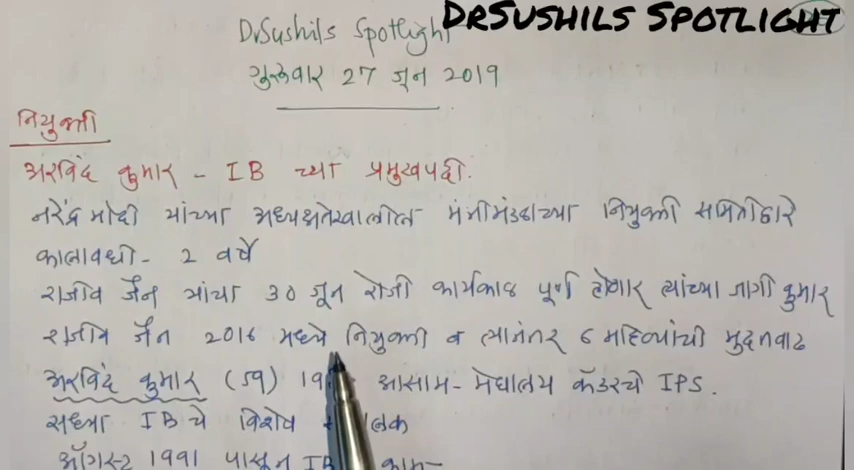 DRSUSHILS SPOTLIGHT
DrSushils Spotlight
गुरूवार 27 जून 2019
नियुक्ती
अरविंद कुमार - IB च्या प्रमुखपदी.
नरेंद्र मोदी यांच्या अध्यक्षतेखालील मंत्रीमंडळाच्या नियुक्ती समितीद्वारे
कालावधी - 2 वर्षे
राजीव जैन यांचा 30 जून रोजी कार्यकाळ पूर्ण होणार त्यांच्या जागी कुमार
राजीव जैन 2016 मध्ये नियुक्ती व त्यानंतर 6 महिन्यांची मुदतवाढ
अरविंद कुमार (59) आसाम - मेघालय कॅडरचे IPS.
सध्या IB चे विशेष
ऑगस्ट 1991 पासून IB